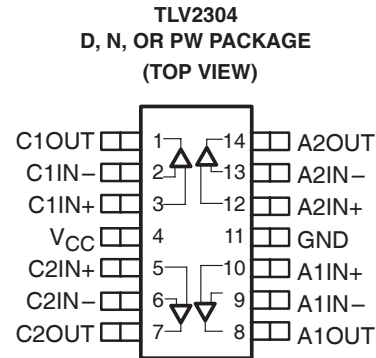 TLV2304
D, N, OR PW PACKAGE
(TOP VIEW)
C1OUT 1 14 A2OUT
C1IN− 2 13 A2IN−
C1IN+ 3 12 A2IN+
VCC 4 11 GND
C2IN+ 5 10 A1IN+
C2IN− 6 9 A1IN−
C2OUT 7 8 A1OUT